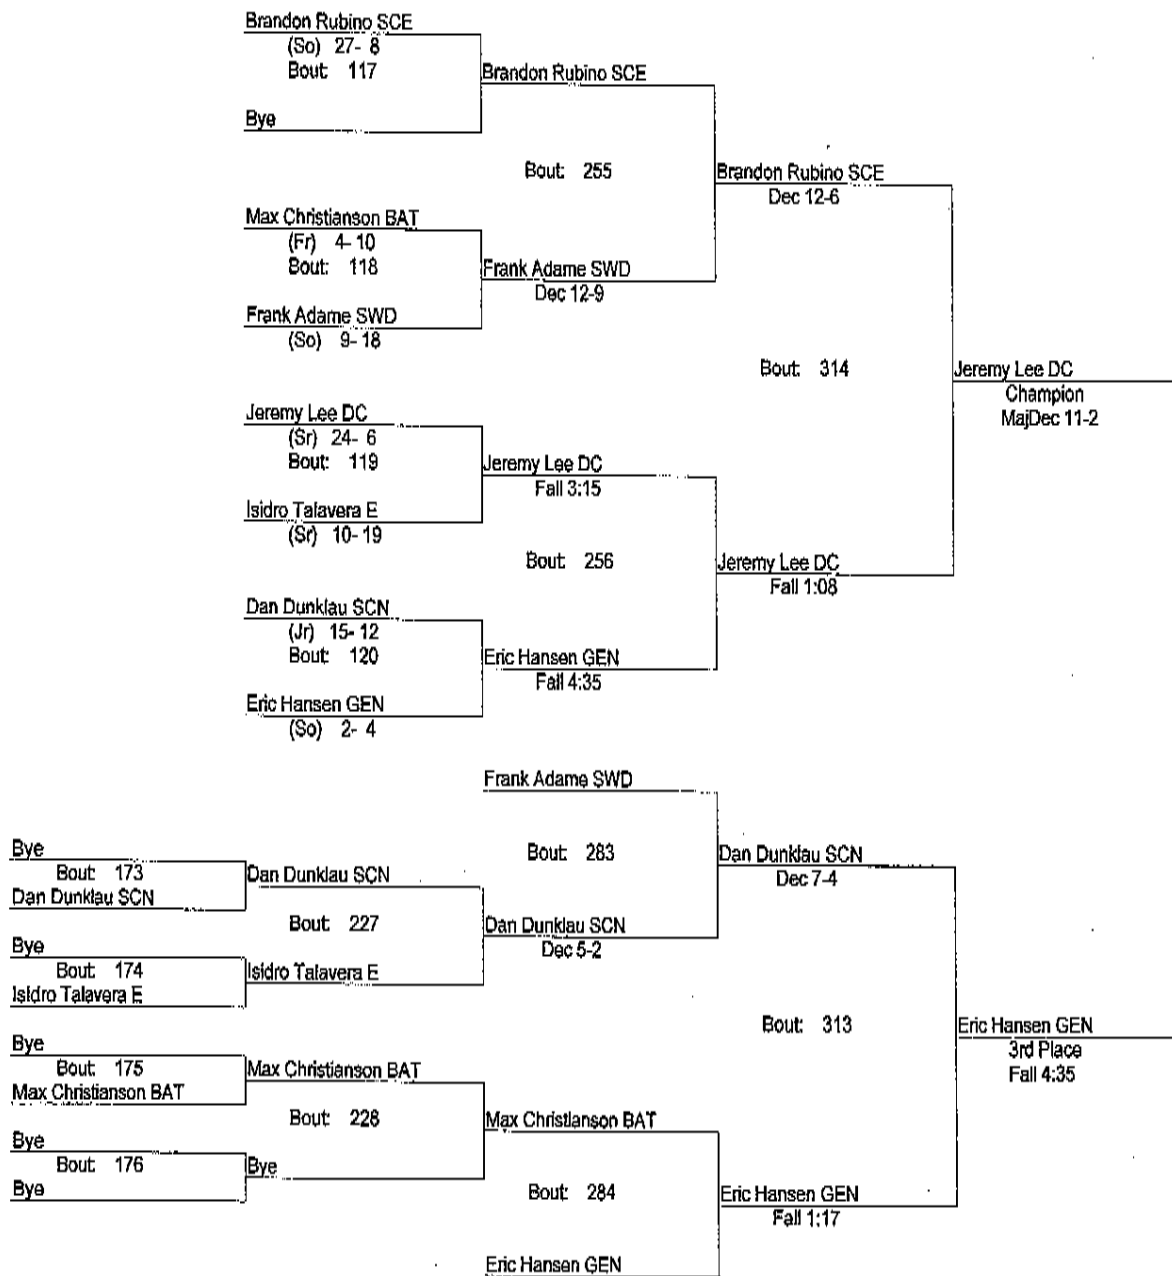 Brandon Rubino SCE
(So) 27- 8
Bout: 117
Brandon Rubino SCE
Bye
Bout: 255
Brandon Rubino SCE
Dec 12-6
Max Christianson BAT
(Fr) 4- 10
Bout: 118
Frank Adame SWD
Dec 12-9
Frank Adame SWD
(So) 9- 18
Bout: 314
Jeremy Lee DC
Champion
MajDec 11-2
Jeremy Lee DC
(Sr) 24- 6
Bout: 119
Jeremy Lee DC
Fall 3:15
Isidro Talavera E
(Sr) 10- 19
Bout: 256
Jeremy Lee DC
Fall 1:08
Dan Dunklau SCN
(Jr) 15- 12
Bout: 120
Eric Hansen GEN
Fall 4:35
Eric Hansen GEN
(So) 2- 4
Frank Adame SWD
Bout: 283
Dan Dunklau SCN
Dec 7-4
Bye
Bout: 173
Dan Dunklau SCN
Dan Dunklau SCN
Bout: 227
Dan Dunklau SCN
Dec 5-2
Bye
Bout: 174
Isidro Talavera E
Isidro Talavera E
Bout: 313
Eric Hansen GEN
3rd Place
Fall 4:35
Bye
Bout: 175
Max Christianson BAT
Max Christianson BAT
Bout: 228
Max Christianson BAT
Bye
Bout: 176
Bye
Bye
Bout: 284
Eric Hansen GEN
Fall 1:17
Eric Hansen GEN